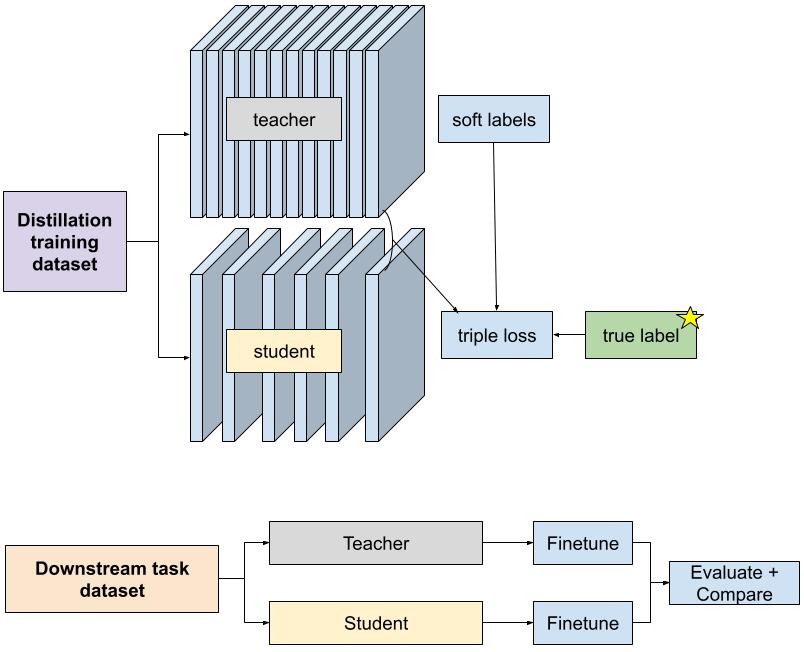 teacher
soft labels
Distillation
training
dataset
triple loss
true label
student
Downstream task
dataset
Teacher
Finetune
Evaluate +
Compare
Student
Finetune